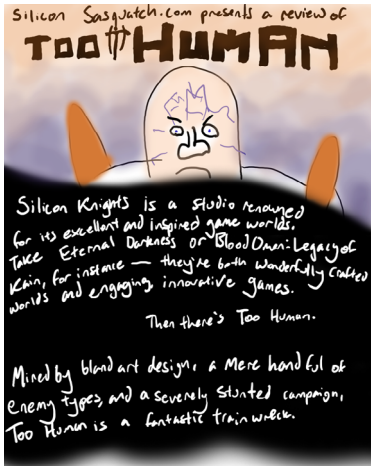 Silicon Sasquatch.com presents a review of
TOO HUMAN
Silicon Knights is a studio renowned
for its excellent and inspired game worlds.
Take Eternal Darkness or Blood Omen: Legacy of
Kain, for instance — they're both wonderfully crafted
worlds and engaging, innovative games.
Then there's Too Human.
Mired by bland art design, a mere handful of
enemy types, and a severely stunted campaign,
Too Human is a fantastic train wreck.